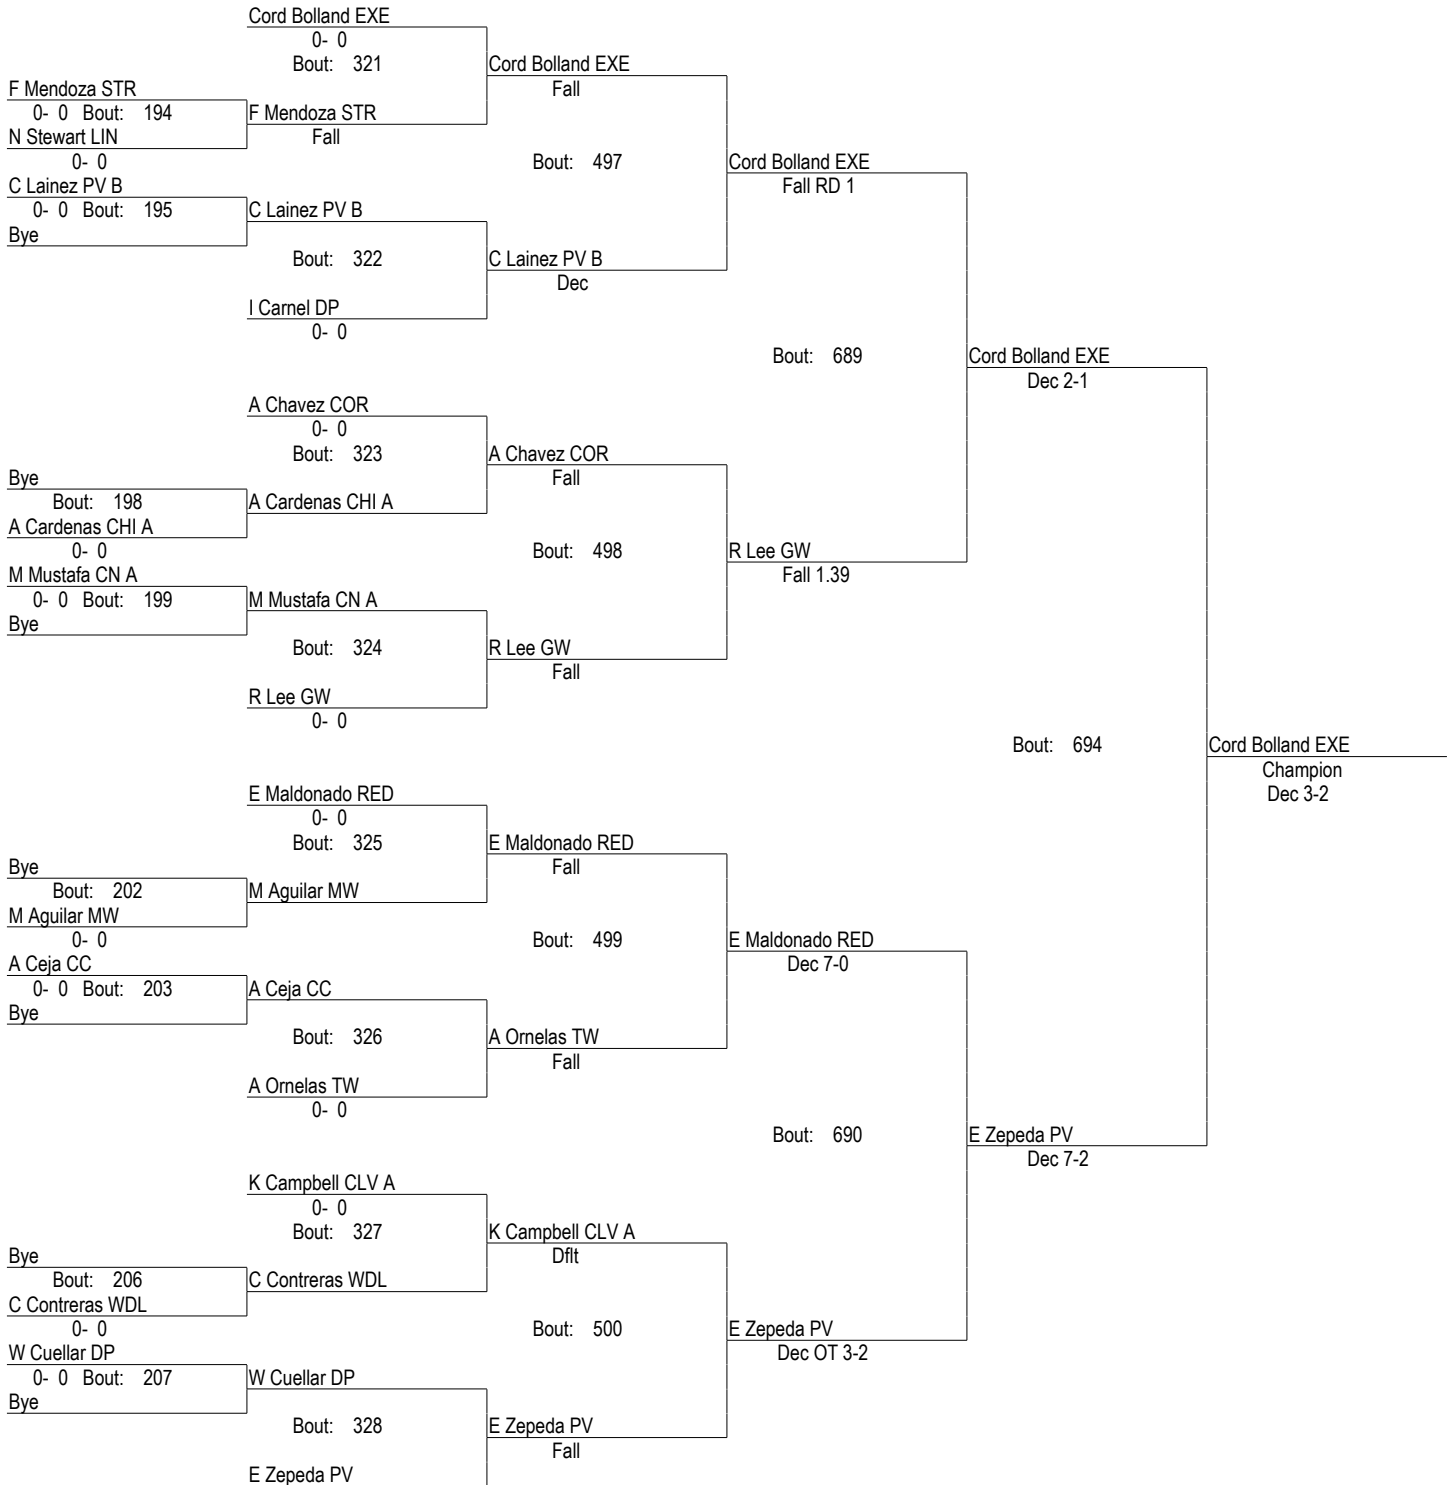 Cord Bolland EXE
0- 0
Bout: 321
Cord Bolland EXE
F Mendoza STR
Fall
0- 0 Bout: 194
F Mendoza STR
N Stewart LIN
Fall
0- 0
Bout: 497
Cord Bolland EXE
C Lainez PV B
Fall RD 1
0- 0 Bout: 195
C Lainez PV B
Bye
Bout: 322
C Lainez PV B
Dec
I Carnel DP
0- 0
Bout: 689
Cord Bolland EXE
Dec 2-1
A Chavez COR
0- 0
Bout: 323
A Chavez COR
Bye
Fall
Bout: 198
A Cardenas CHI A
A Cardenas CHI A
0- 0
Bout: 498
R Lee GW
M Mustafa CN A
Fall 1.39
0- 0 Bout: 199
M Mustafa CN A
Bye
Bout: 324
R Lee GW
Fall
R Lee GW
0- 0
Bout: 694
Cord Bolland EXE
Champion
Dec 3-2
E Maldonado RED
0- 0
Bout: 325
E Maldonado RED
Bye
Fall
Bout: 202
M Aguilar MW
M Aguilar MW
0- 0
Bout: 499
E Maldonado RED
A Ceja CC
Dec 7-0
0- 0 Bout: 203
A Ceja CC
Bye
Bout: 326
A Ornelas TW
Fall
A Ornelas TW
0- 0
Bout: 690
E Zepeda PV
Dec 7-2
K Campbell CLV A
0- 0
Bout: 327
K Campbell CLV A
Bye
Dflt
Bout: 206
C Contreras WDL
C Contreras WDL
0- 0
Bout: 500
E Zepeda PV
W Cuellar DP
Dec OT 3-2
0- 0 Bout: 207
W Cuellar DP
Bye
Bout: 328
E Zepeda PV
Fall
E Zepeda PV